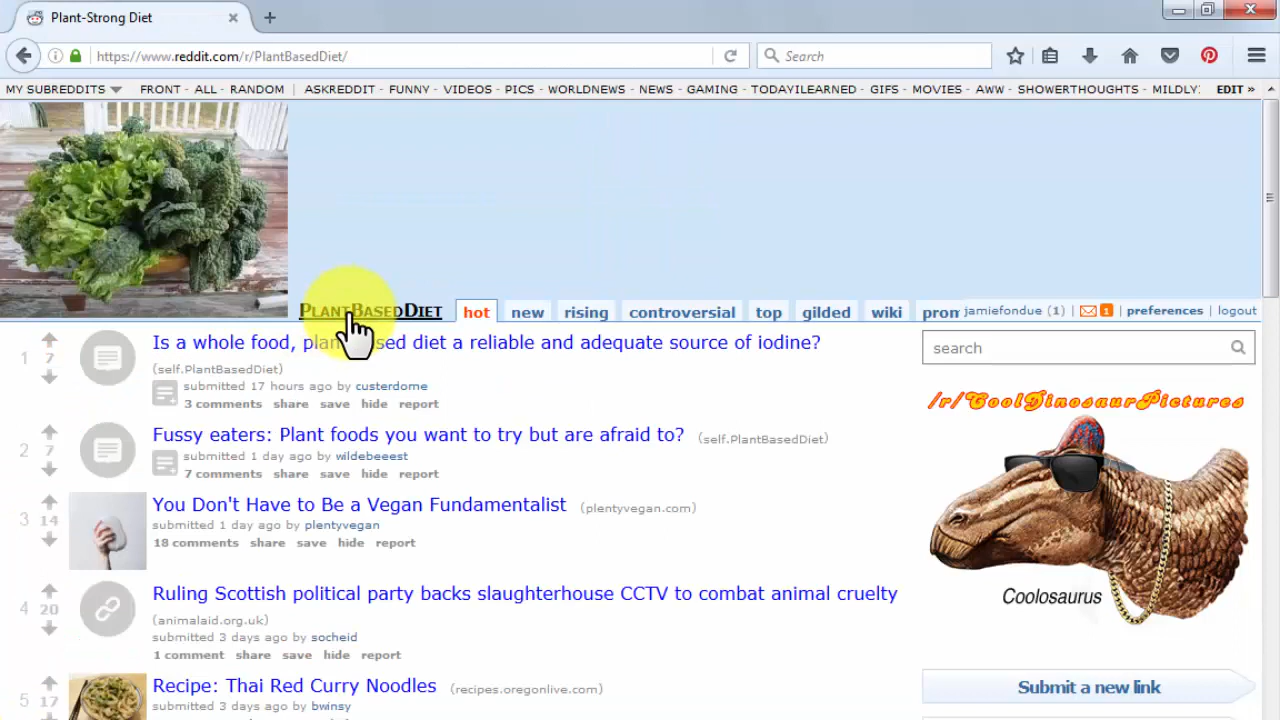 Plant-Strong Diet
https://www.reddit.com/r/PlantBasedDiet/
Search
MY SUBREDDITS FRONT - ALL - RANDOM | ASKREDDIT - FUNNY - VIDEOS - PICS - WORLDNEWS - NEWS - GAMING - TODAYILEARNED - GIFS - MOVIES - AWW - SHOWERTHOUGHTS - MILDLY EDIT »
PLANTBASEDDIET hot new rising controversial top gilded wiki prom jamiefondue (1) | 1 | preferences | logout
1 7 Is a whole food, plant based diet a reliable and adequate source of iodine?
(self.PlantBasedDiet)
submitted 17 hours ago by custerdome
3 comments share save hide report
search
/r/CoolDinosaurPictures
2 7 Fussy eaters: Plant foods you want to try but are afraid to? (self.PlantBasedDiet)
submitted 1 day ago by wildebeeest
7 comments share save hide report
3 14 You Don't Have to Be a Vegan Fundamentalist (plentyvegan.com)
submitted 1 day ago by plentyvegan
18 comments share save hide report
4 20 Ruling Scottish political party backs slaughterhouse CCTV to combat animal cruelty
(animalaid.org.uk)
submitted 3 days ago by socheid
1 comment share save hide report
Coolosaurus
5 17 Recipe: Thai Red Curry Noodles (recipes.oregonlive.com)
submitted 3 days ago by bwinsy
Submit a new link